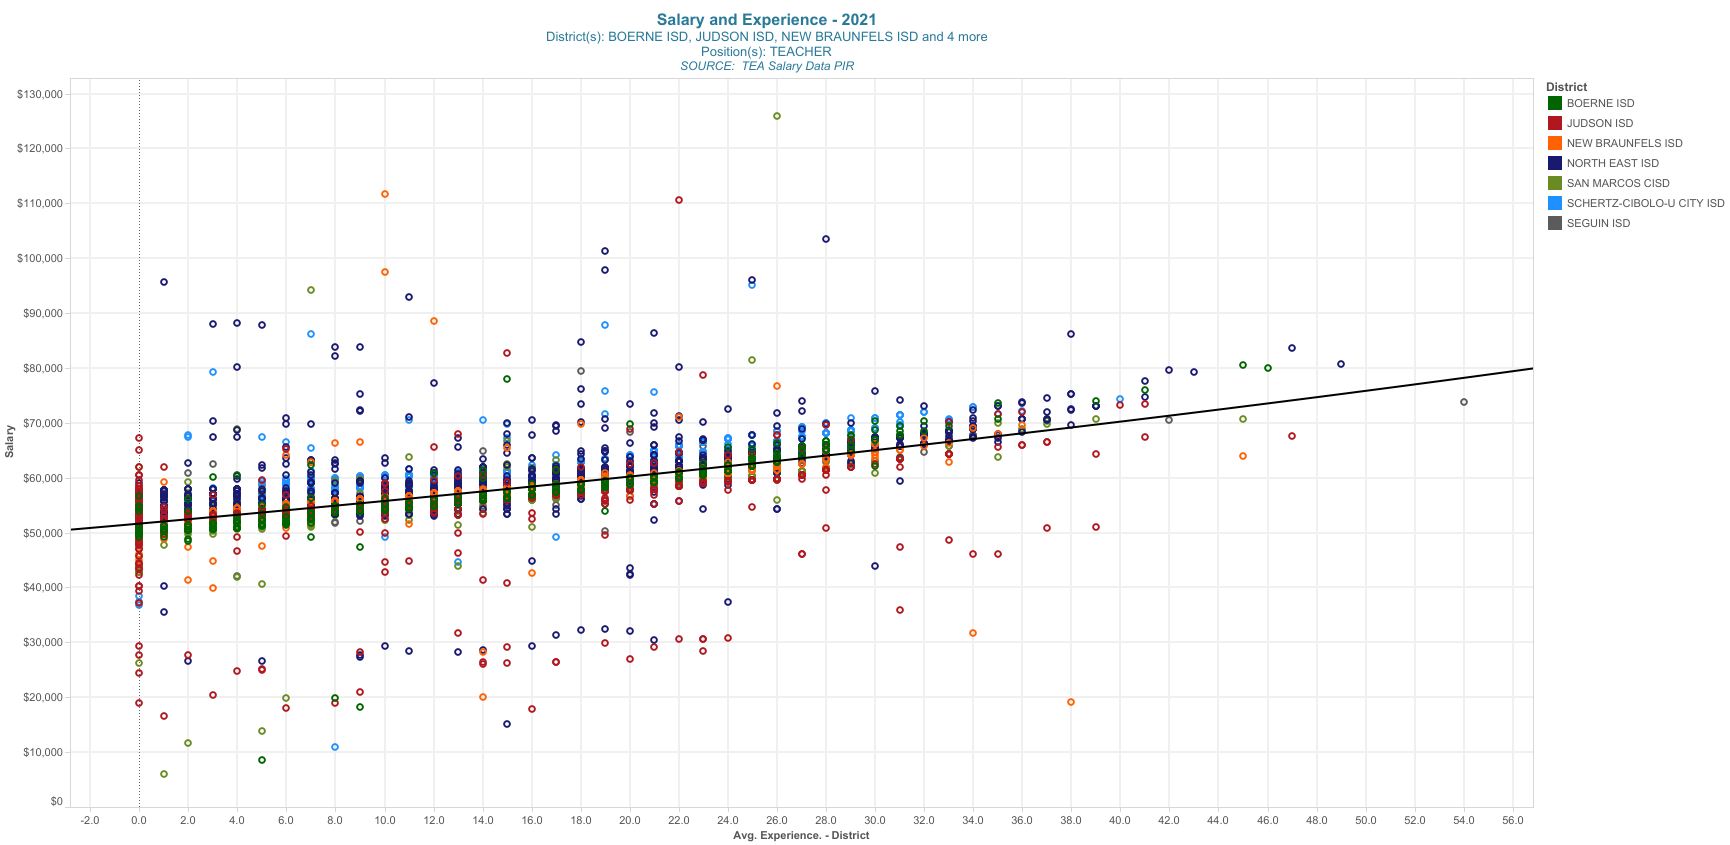 Salary and Experience - 2021
District(s): BOERNE ISD, JUDSON ISD, NEW BRAUNFELS ISD and 4 more
Position(s): TEACHER
SOURCE:  TEA Salary Data PIR
$130,000
$120,000
$110,000
$100,000
$90,000
$80,000
$70,000
$60,000
$50,000
$40,000
$30,000
$20,000
$10,000
$0
Salary
-2.0 0.0 2.0 4.0 6.0 8.0 10.0 12.0 14.0 16.0 18.0 20.0 22.0 24.0 26.0 28.0 30.0 32.0 34.0 36.0 38.0 40.0 42.0 44.0 46.0 48.0 50.0 52.0 54.0 56.0
Avg. Experience. - District
District
BOERNE ISD
JUDSON ISD
NEW BRAUNFELS ISD
NORTH EAST ISD
SAN MARCOS CISD
SCHERTZ-CIBOLO-U CITY ISD
SEGUIN ISD